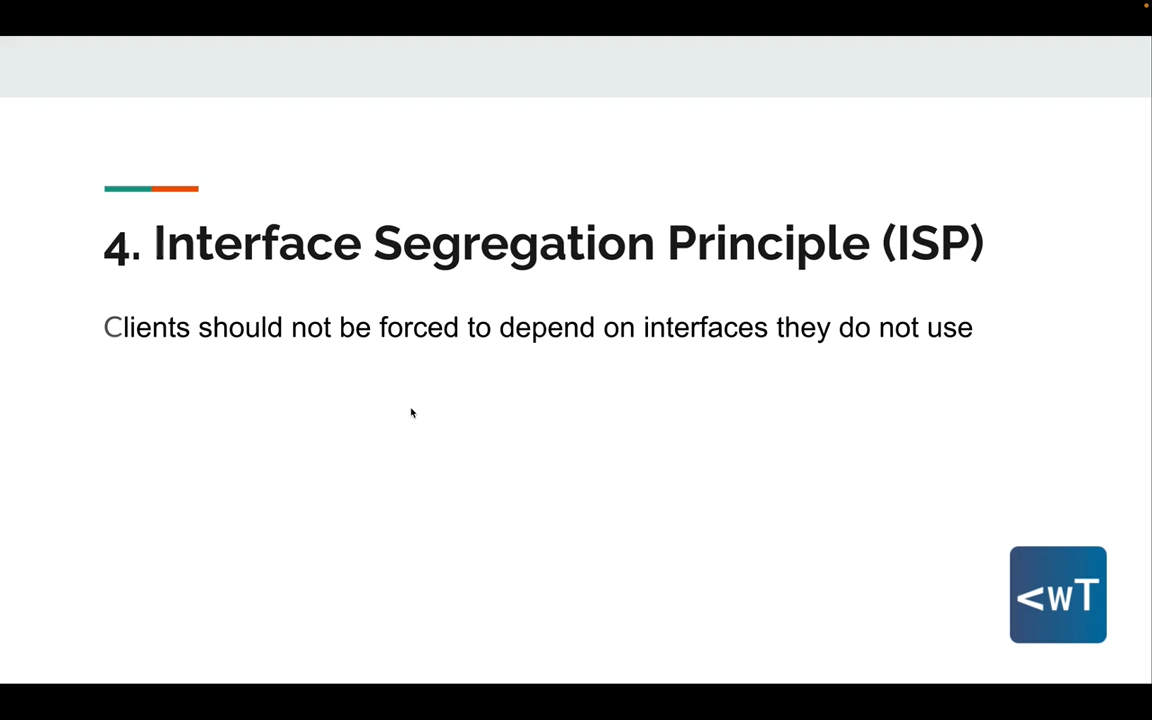 4. Interface Segregation Principle (ISP)
Clients should not be forced to depend on interfaces they do not use
<wT